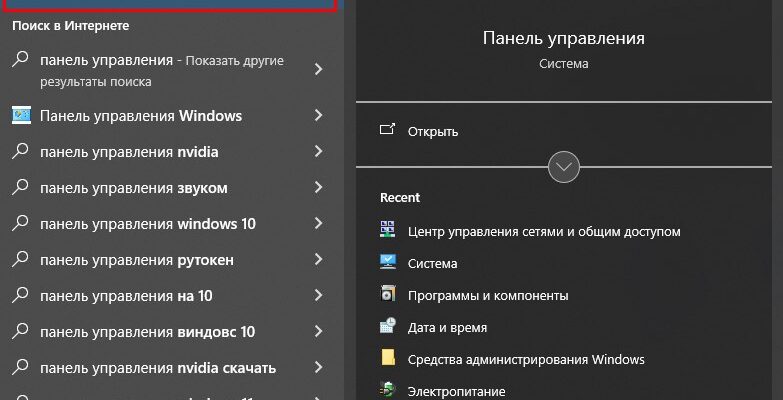 Поиск в Интернете
панель управления - Показать другие
результаты поиска
Панель управления Windows
панель управления nvidia
панель управления звуком
панель управления windows 10
панель управления рутокен
панель управления на 10
панель управления виндовс 10
панель управления nvidia скачать
Панель управления
Система
Открыть
Recent
Центр управления сетями и общим доступом
Система
Программы и компоненты
Дата и время
Средства администрирования Windows
Электропитание